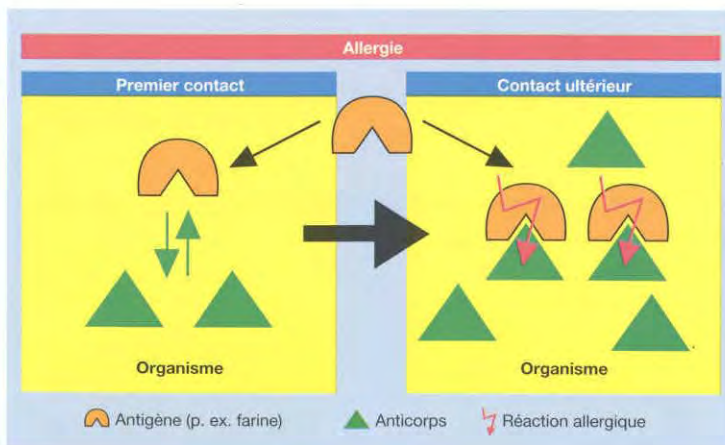 Allergie
Premier contact
Contact ultérieur
Organisme
Organisme
Antigène (p. ex. farine)
Anticorps
Réaction allergique